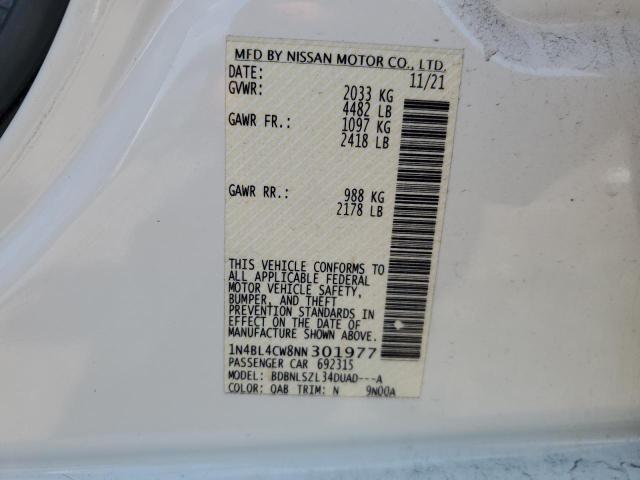 MFD BY NISSAN MOTOR CO., LTD.
DATE: 11/21
GVWR: 2033 KG
4482 LB
GAWR FR.: 1097 KG
2418 LB
GAWR RR.: 988 KG
2178 LB
THIS VEHICLE CONFORMS TO
ALL APPLICABLE FEDERAL
MOTOR VEHICLE SAFETY,
BUMPER, AND THEFT
PREVENTION STANDARDS IN
EFFECT ON THE DATE OF
MANUFACTURE SHOWN ABOVE.
1N4BL4CW8NN301977
PASSENGER CAR 692315
MODEL: BDBNLSZL34DUAD---A
COLOR: QAB TRIM: N 9N00A